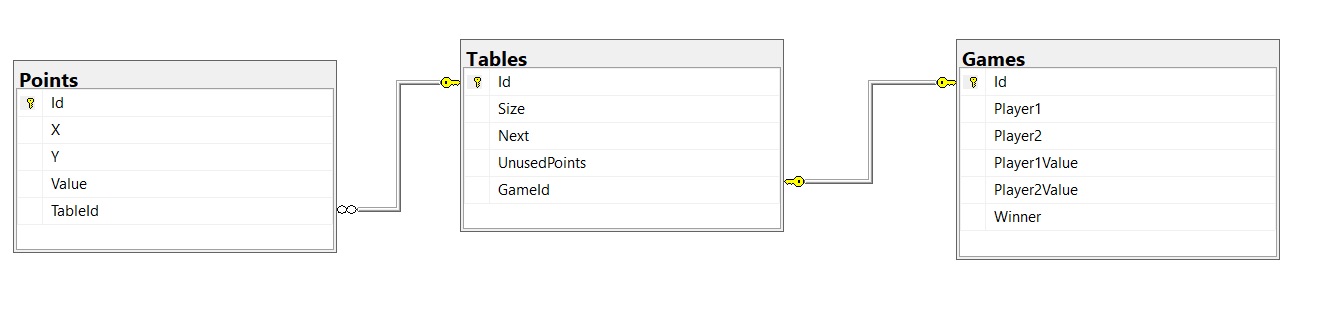 Points
Id
X
Y
Value
TableId
Tables
Id
Size
Next
UnusedPoints
GameId
Games
Id
Player1
Player2
Player1Value
Player2Value
Winner